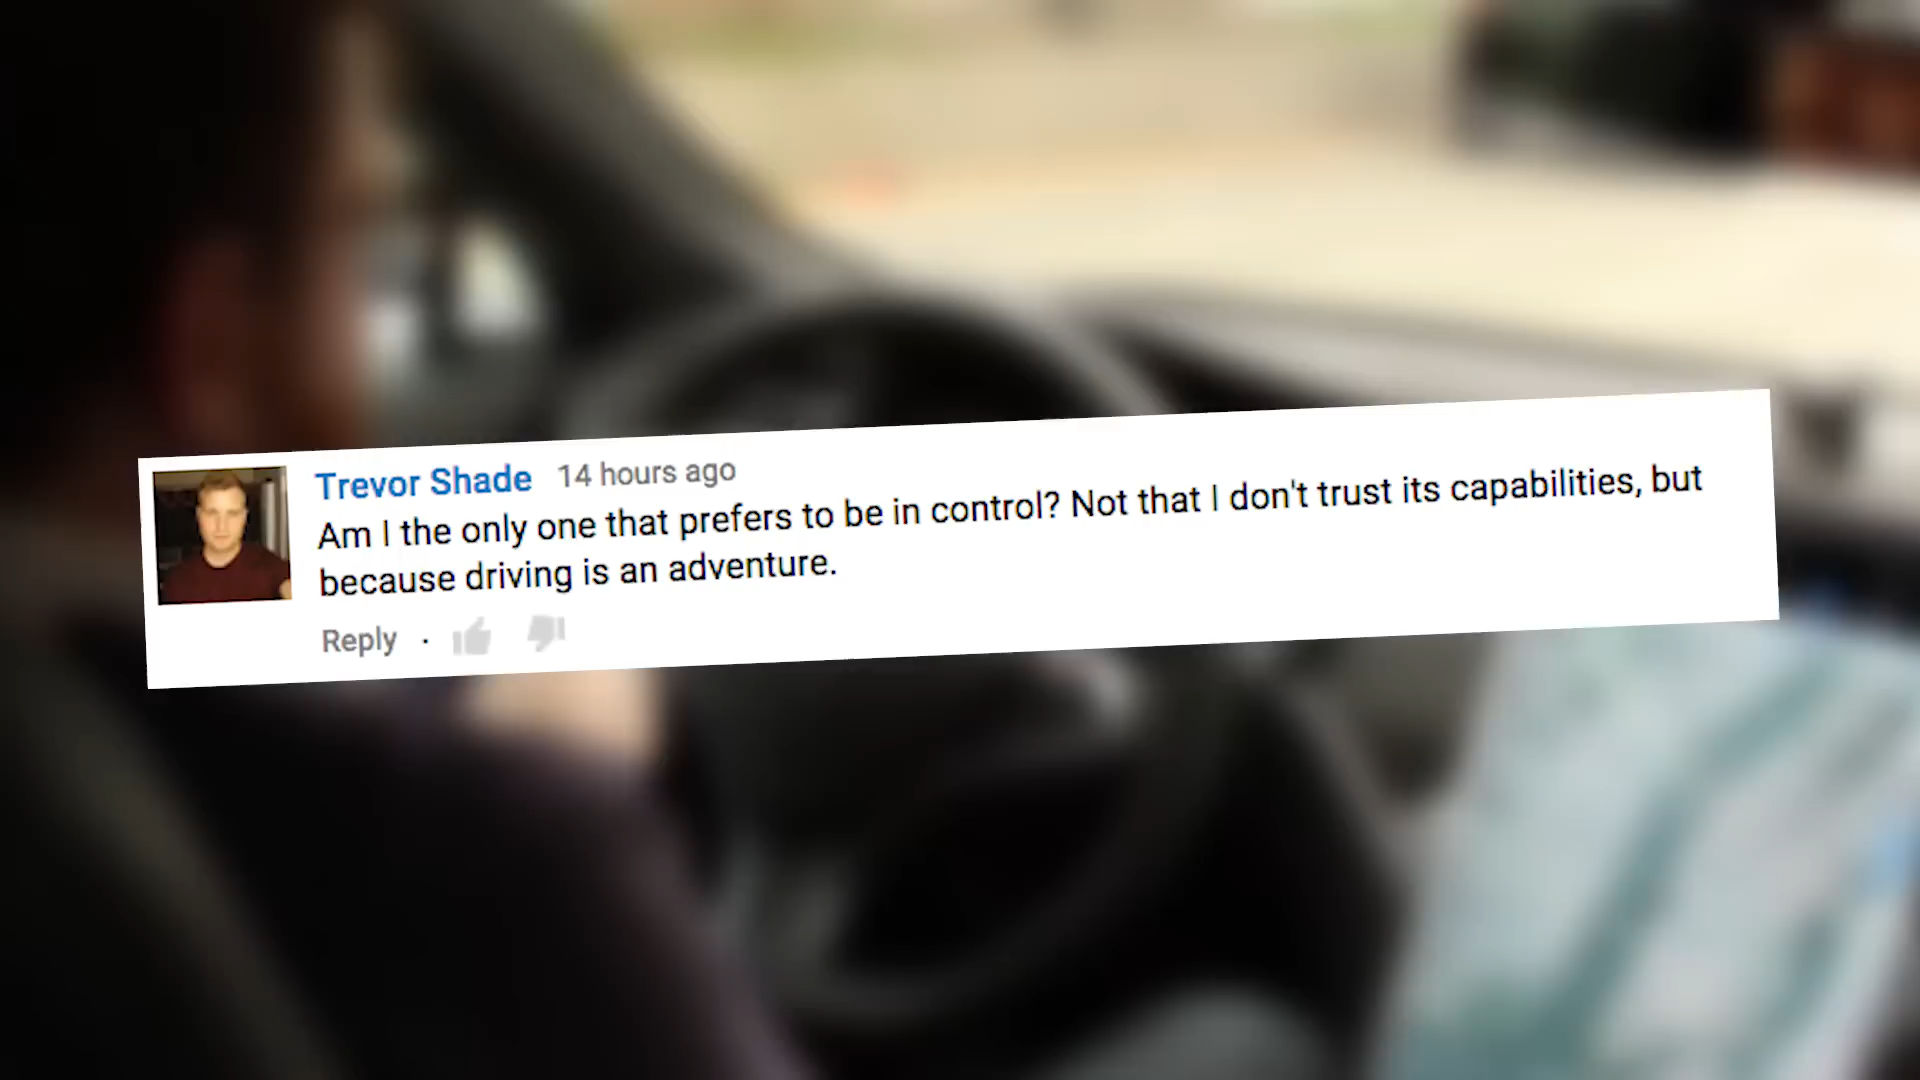 Trevor Shade 14 hours ago
Am I the only one that prefers to be in control? Not that I don't trust its capabilities, but
because driving is an adventure.
Reply ·